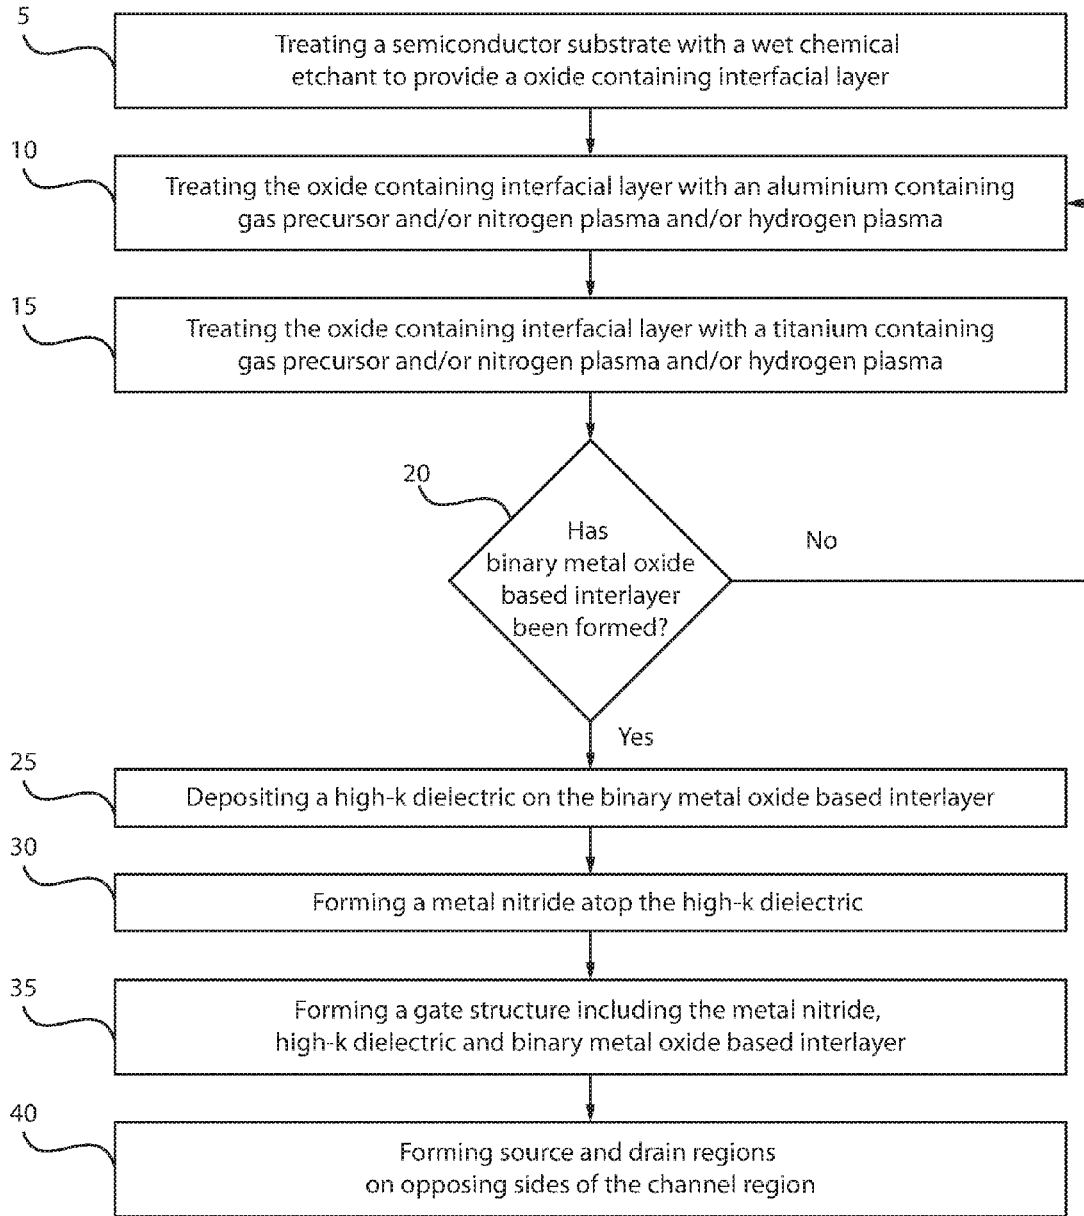 5
Treating a semiconductor substrate with a wet chemical
etchant to provide a oxide containing interfacial layer
10
Treating the oxide containing interfacial layer with an aluminium containing
gas precursor and/or nitrogen plasma and/or hydrogen plasma
15
Treating the oxide containing interfacial layer with a titanium containing
gas precursor and/or nitrogen plasma and/or hydrogen plasma
20
Has
binary metal oxide
based interlayer
been formed?
No
Yes
25
Depositing a high-k dielectric on the binary metal oxide based interlayer
30
Forming a metal nitride atop the high-k dielectric
35
Forming a gate structure including the metal nitride,
high-k dielectric and binary metal oxide based interlayer
40
Forming source and drain regions
on opposing sides of the channel region